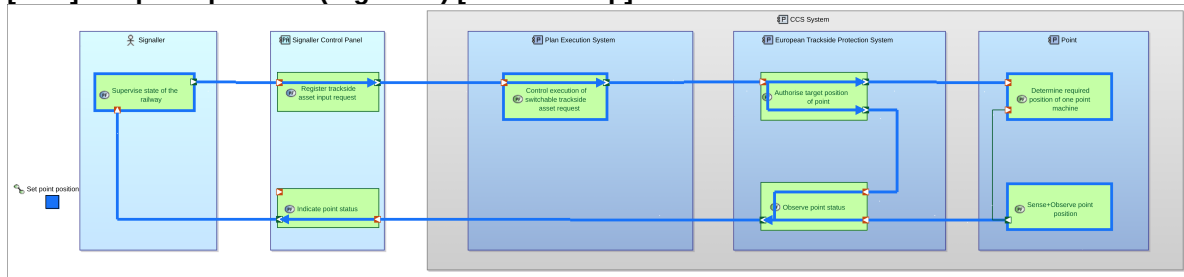 CCS System
Signaller
Signaller Control Panel
Plan Execution System
European Trackside Protection System
Point
Supervise state of the
railway
Register trackside
asset input request
Control execution of
switchable trackside
asset request
Authorise target position
of point
Determine required
position of one point
machine
Set point position
Indicate point status
Observe point status
Sense+Observe point
position